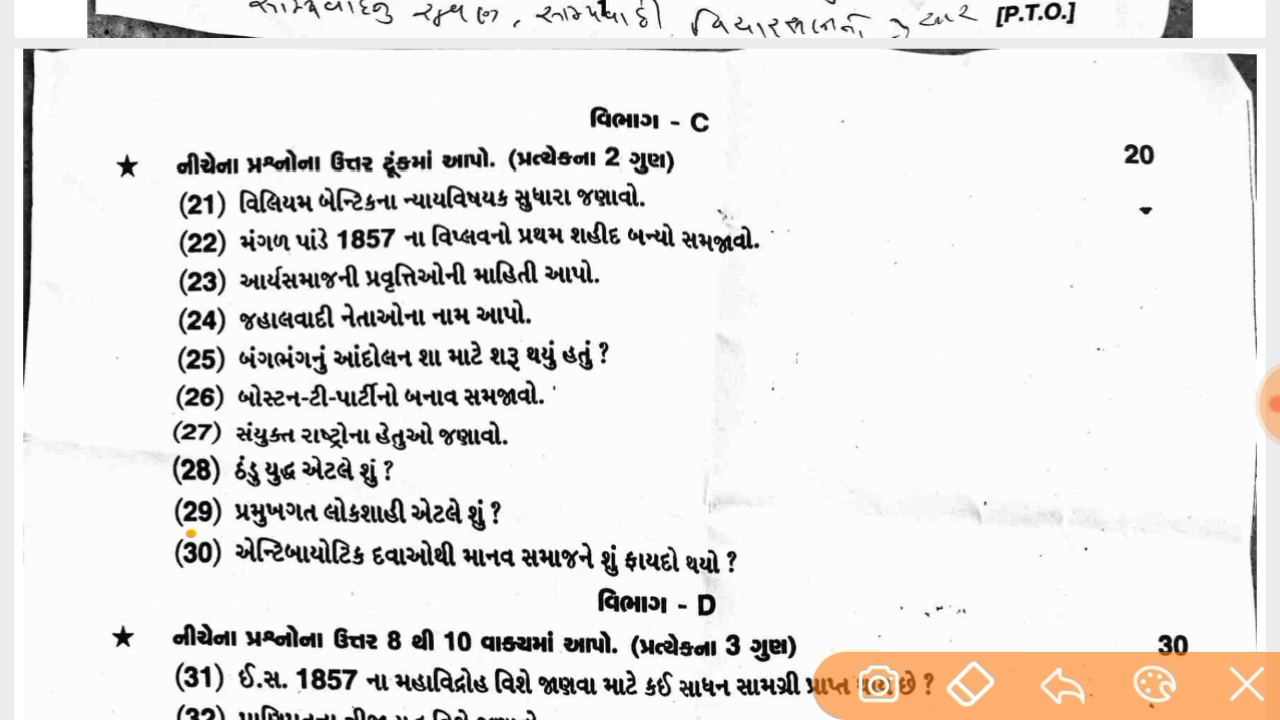 સામ્યવાદનું
[P.T.O.]
વિભાગ - C
★ નીચેના પ્રશ્નોના ઉત્તર ટૂંકમાં આપો. (પ્રત્યેકના 2 ગુણ) 20
(21) વિલિયમ બેન્ટિકના ન્યાયવિષયક સુધારા જણાવો.
(22) મંગળ પાંડે 1857 ના વિપ્લવનો પ્રથમ શહીદ બન્યો સમજાવો.
(23) આર્યસમાજની પ્રવૃત્તિઓની માહિતી આપો.
(24) જહાલવાદી નેતાઓના નામ આપો.
(25) બંગભંગનું આંદોલન શા માટે શરૂ થયું હતું ?
(26) બોસ્ટન-ટી-પાર્ટીનો બનાવ સમજાવો.
(27) સંયુક્ત રાષ્ટ્રોના હેતુઓ જણાવો.
(28) ઠંડુ યુદ્ધ એટલે શું ?
(29) પ્રમુખગત લોકશાહી એટલે શું ?
(30) એન્ટિબાયોટિક દવાઓથી માનવ સમાજને શું ફાયદો થયો ?
વિભાગ - D
★ નીચેના પ્રશ્નોના ઉત્તર 8 થી 10 વાક્યમાં આપો. (પ્રત્યેકના 3 ગુણ) 30
(31) ઈ.સ. 1857 ના મહાવિદ્રોહ વિશે જાણવા માટે કઈ સાધન સામગ્રી પ્રાપ્ત છે ?
(32)